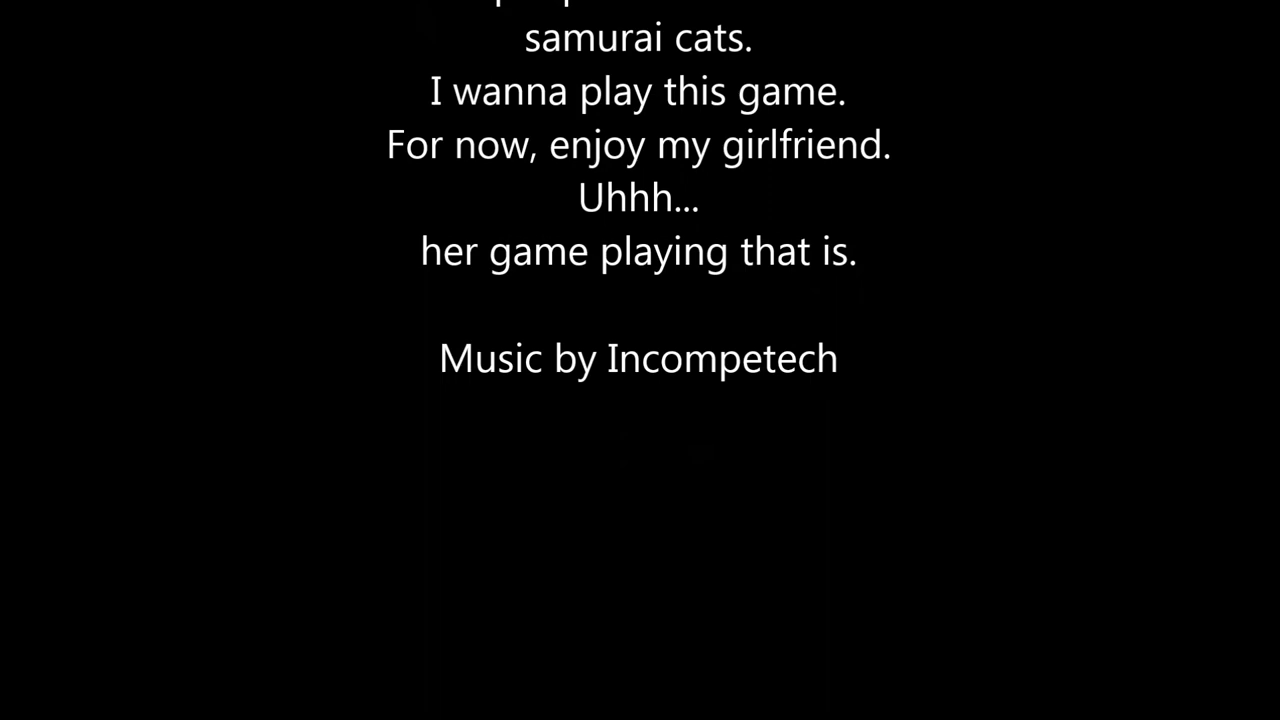 samurai cats.
I wanna play this game.
For now, enjoy my girlfriend.
Uhhh...
her game playing that is.
Music by Incompetech